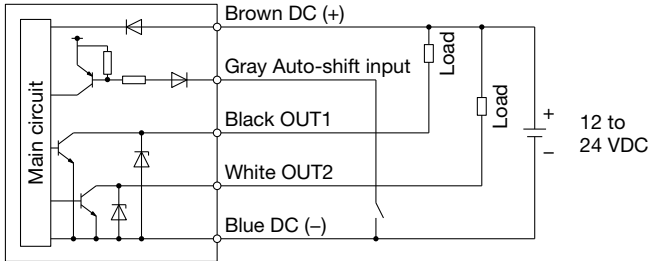 Brown DC (+)
Gray Auto-shift input
Black OUT1
White OUT2
Blue DC (–)
Main circuit
Load
Load
+
–
12 to
24 VDC